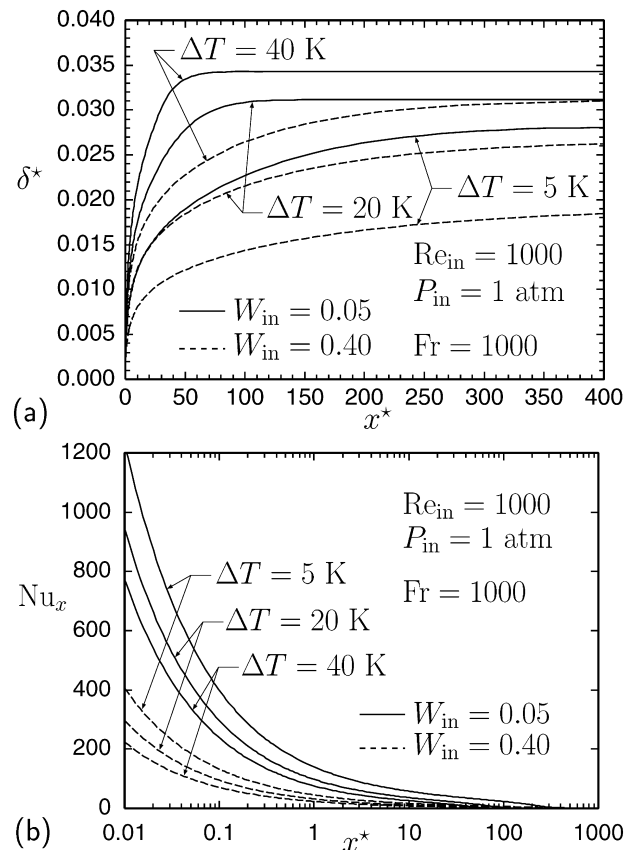 (a)
0.040
0.035
0.030
0.025
0.020
0.015
0.010
0.005
0.000
δ⋆
ΔT = 40 K
ΔT = 5 K
ΔT = 20 K
Re_in = 1000
P_in = 1 atm
W_in = 0.05
W_in = 0.40
Fr = 1000
0 50 100 150 200 250 300 350 400
x⋆
(b)
1200
1000
800
600
400
200
0
Nu_x
Re_in = 1000
P_in = 1 atm
Fr = 1000
ΔT = 5 K
ΔT = 20 K
ΔT = 40 K
W_in = 0.05
W_in = 0.40
0.01 0.1 1 10 100 1000
x⋆